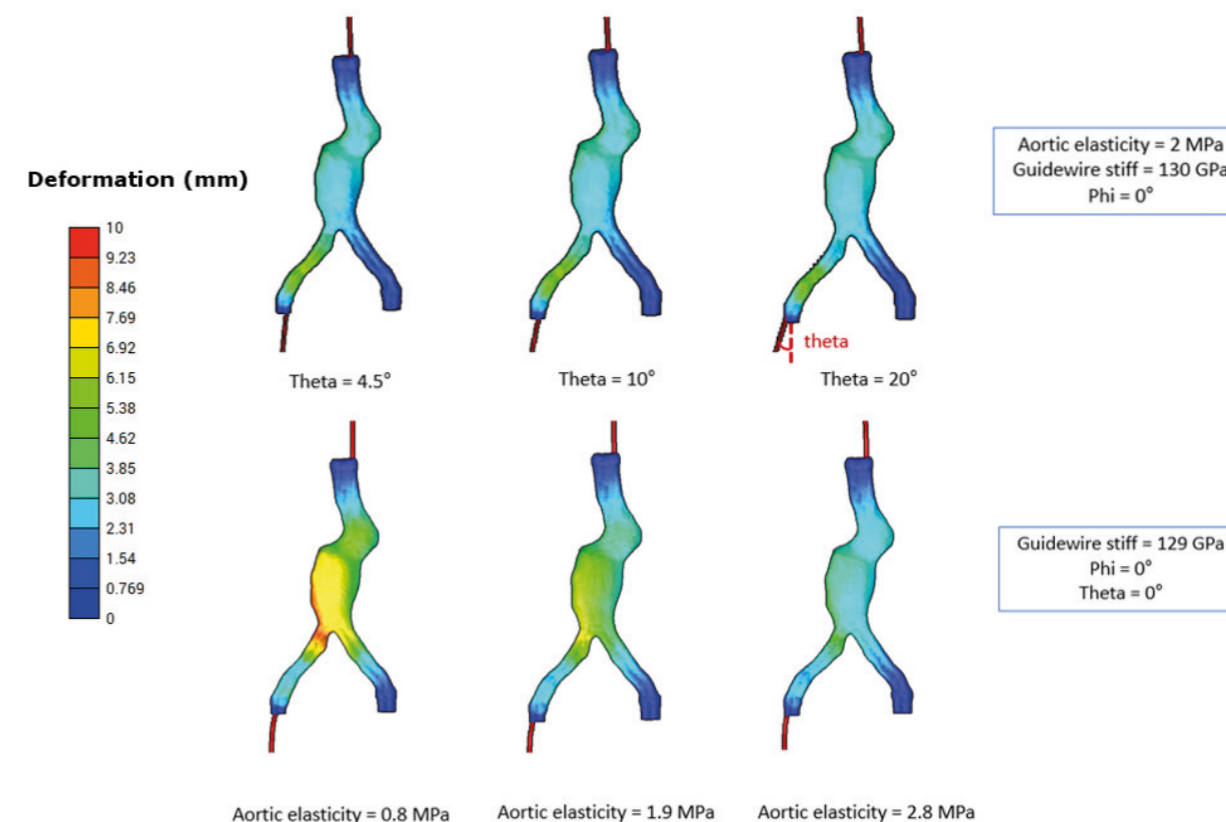 Deformation (mm)
10
9.23
8.46
7.69
6.92
6.15
5.38
4.62
3.85
3.08
2.31
1.54
0.769
0
theta
Theta = 4.5°
Theta = 10°
Theta = 20°
Aortic elasticity = 2 MPa
Guidewire stiff = 130 GPa
Phi = 0°
Guidewire stiff = 129 GPa
Phi = 0°
Theta = 0°
Aortic elasticity = 0.8 MPa
Aortic elasticity = 1.9 MPa
Aortic elasticity = 2.8 MPa